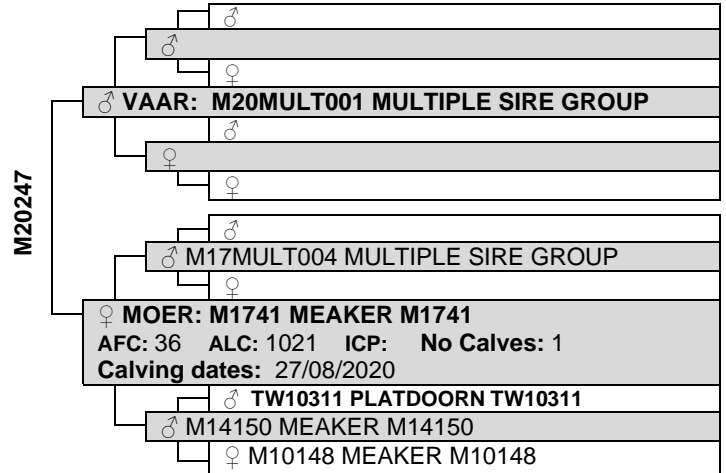 ♂
♂
♀
♂ VAAR: M20MULT001 MULTIPLE SIRE GROUP
♂
♀
♀
M20247
♂
♂ M17MULT004 MULTIPLE SIRE GROUP
♀
♀ MOER: M1741 MEAKER M1741
AFC: 36 ALC: 1021 ICP: No Calves: 1
Calving dates: 27/08/2020
♂ TW10311 PLATDOORN TW10311
♂ M14150 MEAKER M14150
♀ M10148 MEAKER M10148